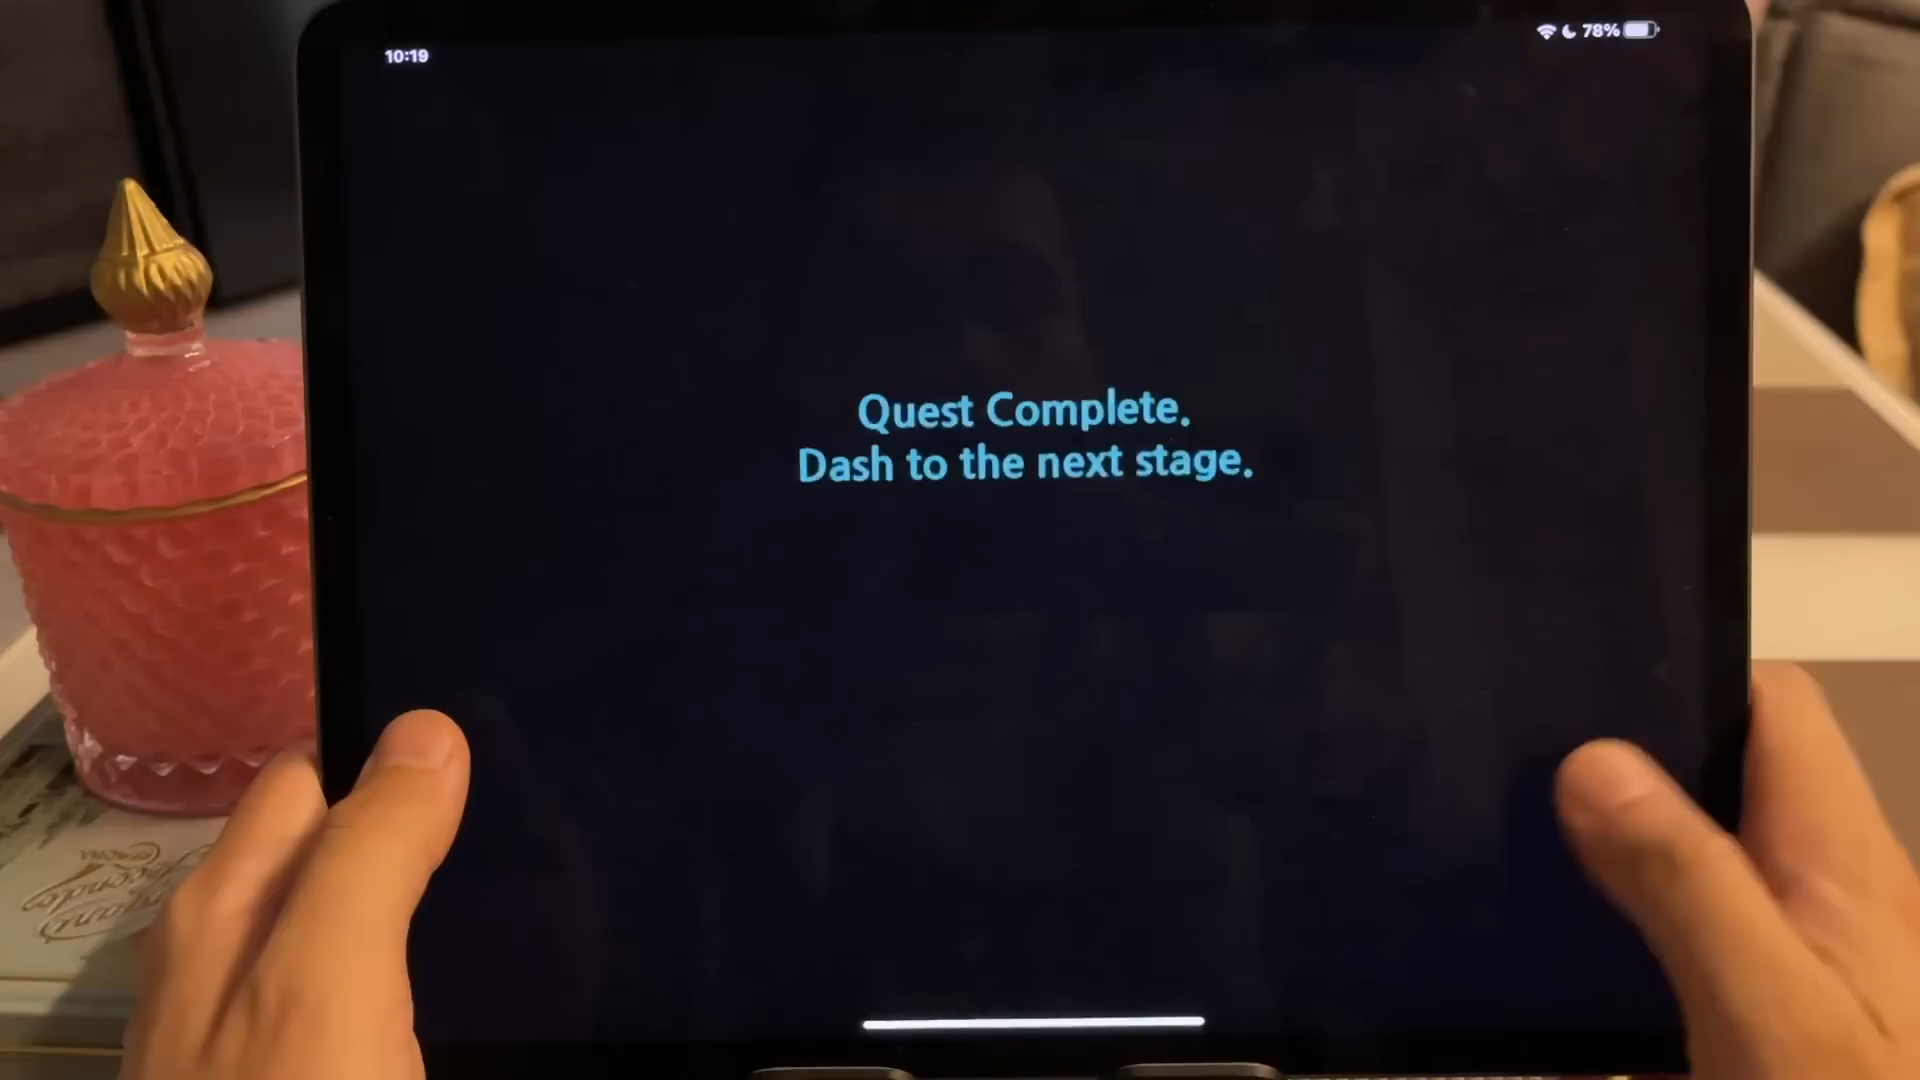 10:19
78%
Quest Complete.
Dash to the next stage.